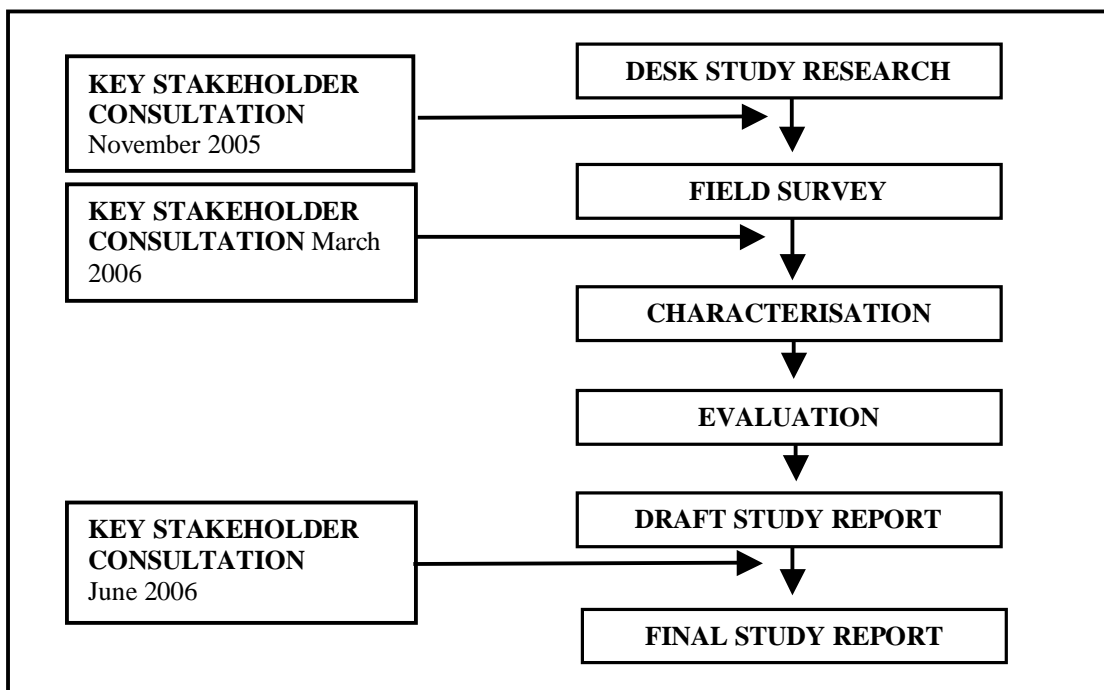 KEY STAKEHOLDER
CONSULTATION
November 2005
DESK STUDY RESEARCH
KEY STAKEHOLDER
CONSULTATION March
2006
FIELD SURVEY
CHARACTERISATION
EVALUATION
KEY STAKEHOLDER
CONSULTATION
June 2006
DRAFT STUDY REPORT
FINAL STUDY REPORT